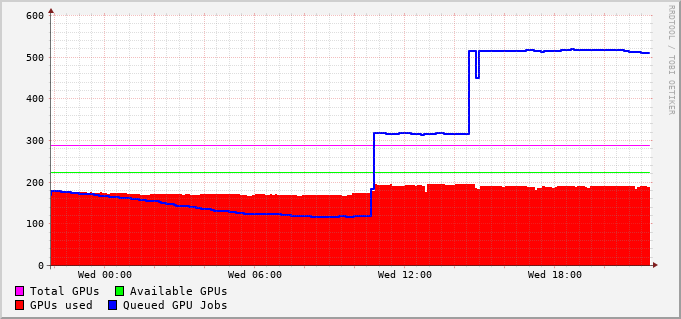 600
500
400
300
200
100
0
Wed 00:00 Wed 06:00 Wed 12:00 Wed 18:00
Total GPUs Available GPUs
GPUs used Queued GPU Jobs
RRDTOOL / TOBI OETIKER